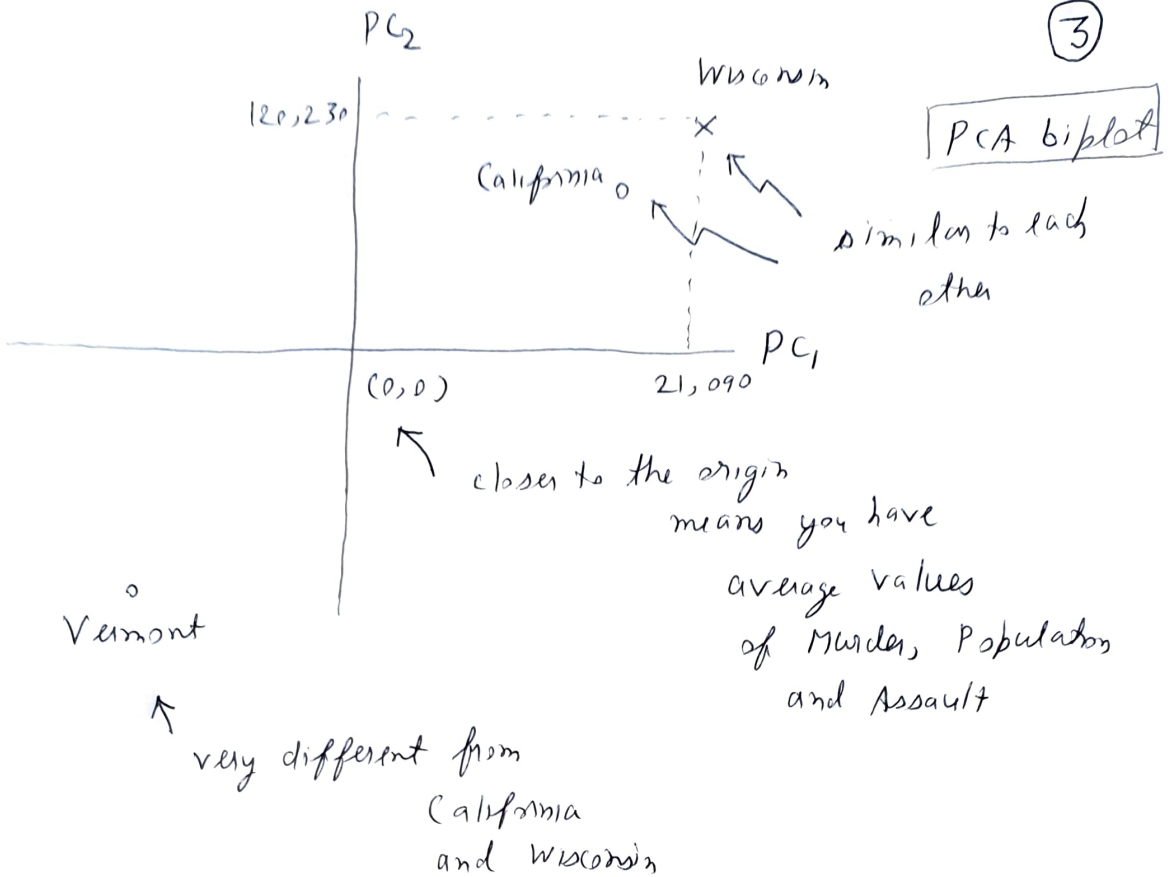 PC2
3
Wisconsin
120,230
PCA biplot
California
similar to each
other
PC1
(0,0)
21,090
closer to the origin
means you have
average values
of Murder, Population
and Assault
Vermont
very different from
California
and Wisconsin